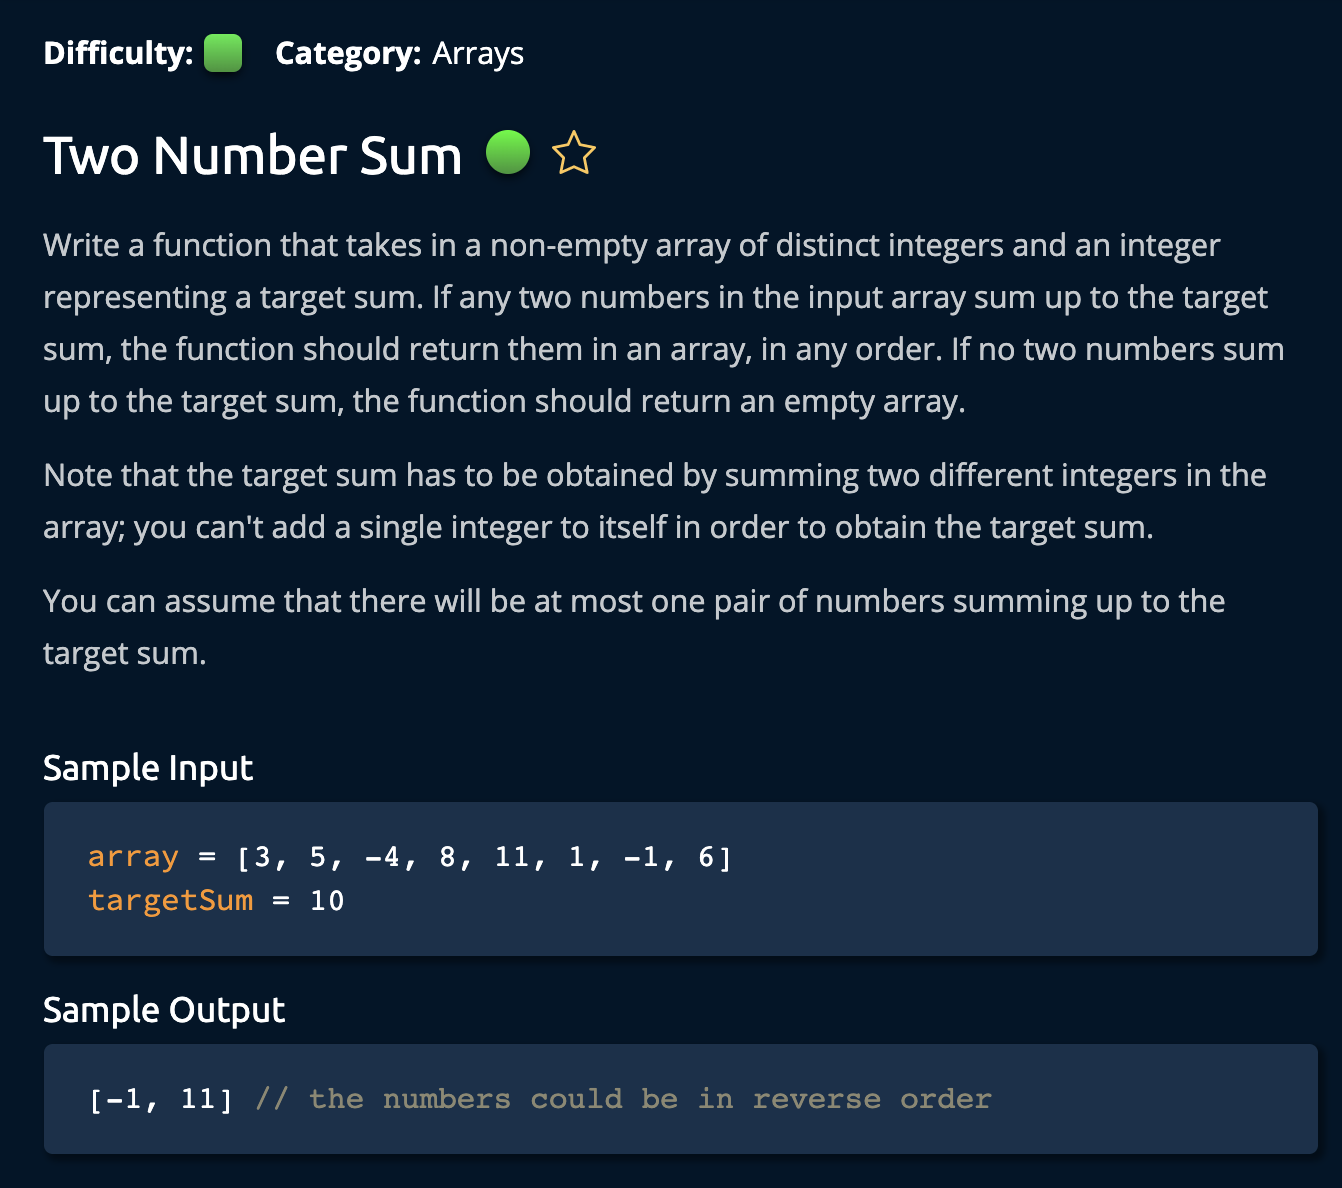 Difficulty: Category: Arrays
Two Number Sum
Write a function that takes in a non-empty array of distinct integers and an integer
representing a target sum. If any two numbers in the input array sum up to the target
sum, the function should return them in an array, in any order. If no two numbers sum
up to the target sum, the function should return an empty array.
Note that the target sum has to be obtained by summing two different integers in the
array; you can't add a single integer to itself in order to obtain the target sum.
You can assume that there will be at most one pair of numbers summing up to the
target sum.
Sample Input
array = [3, 5, -4, 8, 11, 1, -1, 6]
targetSum = 10
Sample Output
[-1, 11] // the numbers could be in reverse order